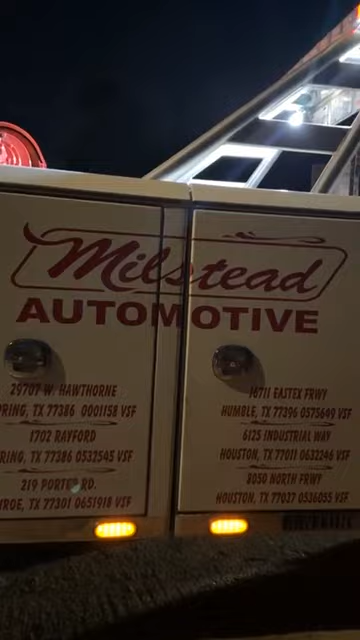 Milstead
AUTOMOTIVE
29707 W. HAWTHORNE
PRING, TX 77386 0001158 VSF
1702 RAYFORD
RING, TX 77386 0532545 VSF
219 PORTER RD.
ROE, TX 77301 0651918 VSF
16711 EASTEX FRWY
HUMBLE, TX 77396 0575649 VSF
6125 INDUSTRIAL WAY
HOUSTON, TX 77011 0632246 VSF
8050 NORTH FRWY
HOUSTON, TX 77037 0536055 VSF